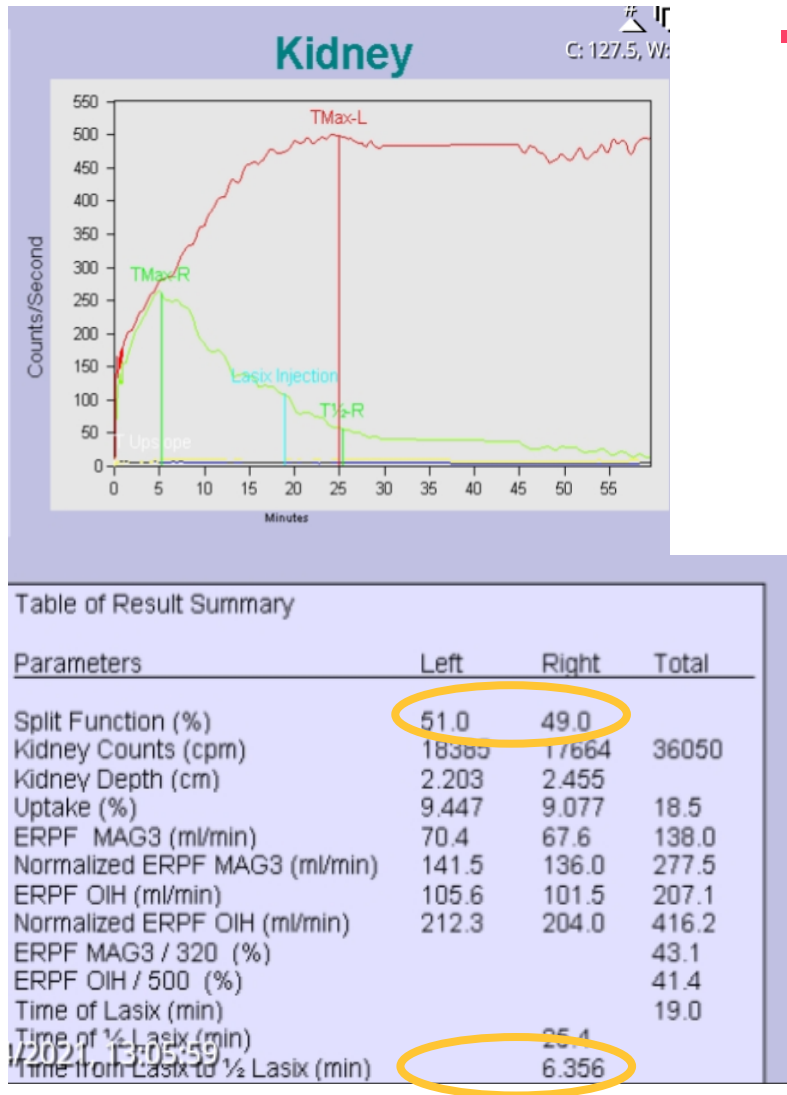 Kidney
C: 127.5, W:
Counts/Second
550
500
450
400
350
300
250
200
150
100
50
0
TMax-L
TMax-R
Lasix Injection
T½-R
T Upslope
0 5 10 15 20 25 30 35 40 45 50 55
Minutes
Table of Result Summary
Parameters Left Right Total
Split Function (%) 51.0 49.0
Kidney Counts (cpm) 18385 17664 36050
Kidney Depth (cm) 2.203 2.455
Uptake (%) 9.447 9.077 18.5
ERPF MAG3 (ml/min) 70.4 67.6 138.0
Normalized ERPF MAG3 (ml/min) 141.5 136.0 277.5
ERPF OIH (ml/min) 105.6 101.5 207.1
Normalized ERPF OIH (ml/min) 212.3 204.0 416.2
ERPF MAG3 / 320 (%) 43.1
ERPF OIH / 500 (%) 41.4
Time of Lasix (min) 19.0
Time of ½ Lasix (min) 25.4
/2021, 13:05:59
Time from Lasix to ½ Lasix (min) 6.356